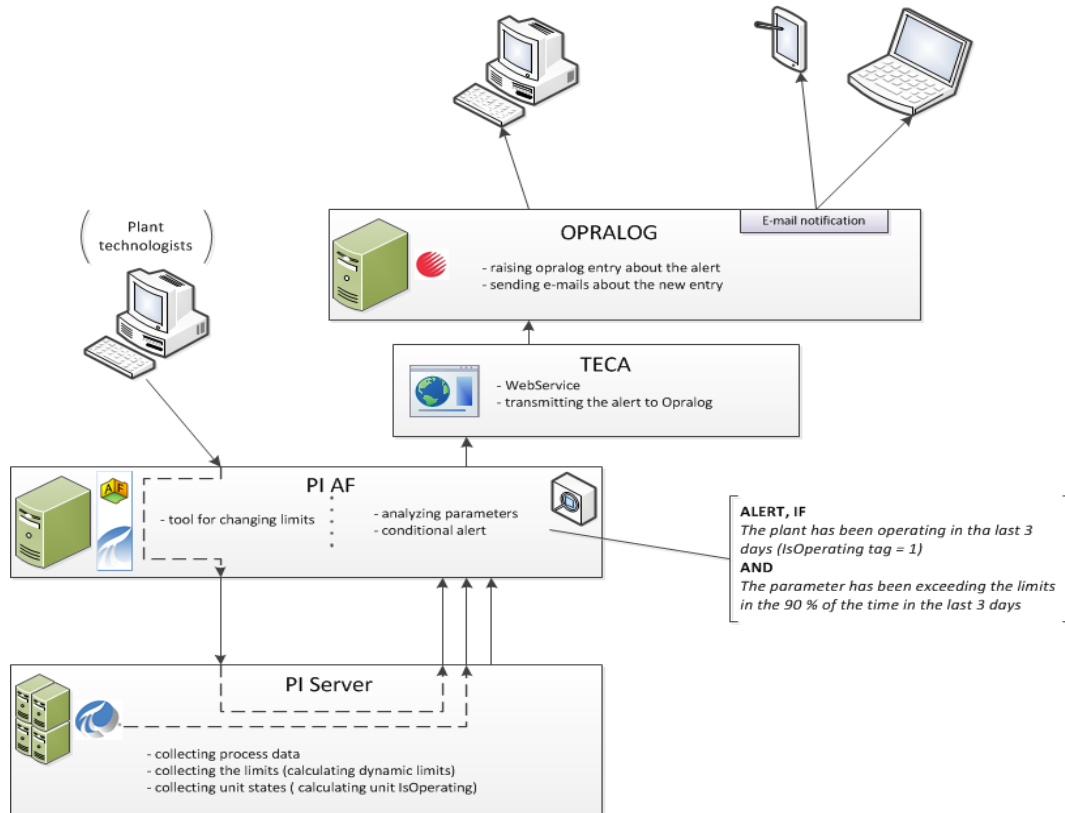 Plant
technologists
E-mail notification
OPRALOG
- raising opralog entry about the alert
- sending e-mails about the new entry
TECA
- WebService
- transmitting the alert to Opralog
PI AF
A F
- tool for changing limits
- analyzing parameters
- conditional alert
ALERT, IF
The plant has been operating in tha last 3
days (IsOperating tag = 1)
AND
The parameter has been exceeding the limits
in the 90 % of the time in the last 3 days
PI Server
- collecting process data
- collecting the limits (calculating dynamic limits)
- collecting unit states ( calculating unit IsOperating)